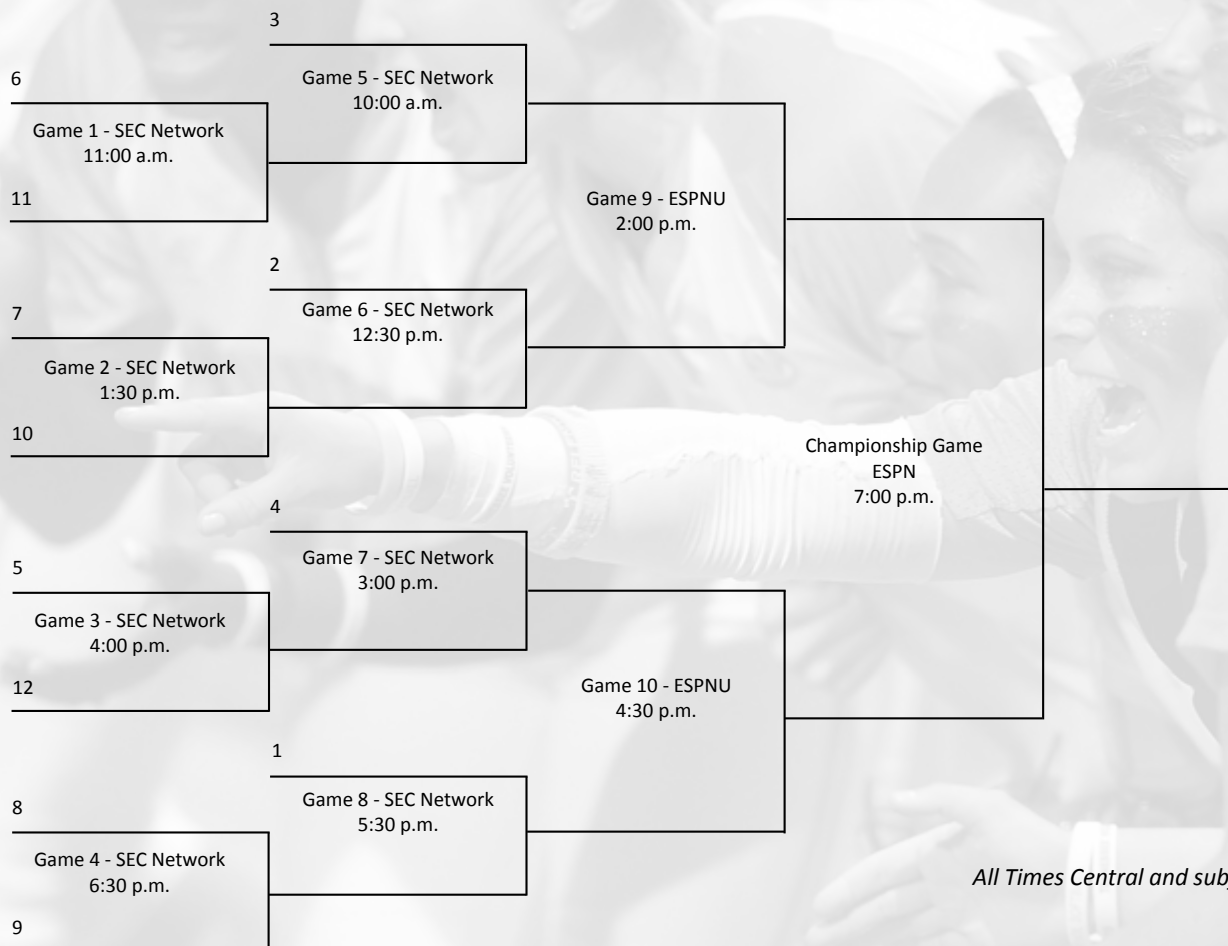 3
Game 5 - SEC Network
10:00 a.m.
6
Game 1 - SEC Network
11:00 a.m.
11
Game 9 - ESPNU
2:00 p.m.
2
Game 6 - SEC Network
12:30 p.m.
7
Game 2 - SEC Network
1:30 p.m.
10
Championship Game
ESPN
7:00 p.m.
4
Game 7 - SEC Network
3:00 p.m.
5
Game 3 - SEC Network
4:00 p.m.
12
Game 10 - ESPNU
4:30 p.m.
1
Game 8 - SEC Network
5:30 p.m.
8
Game 4 - SEC Network
6:30 p.m.
9
All Times Central and